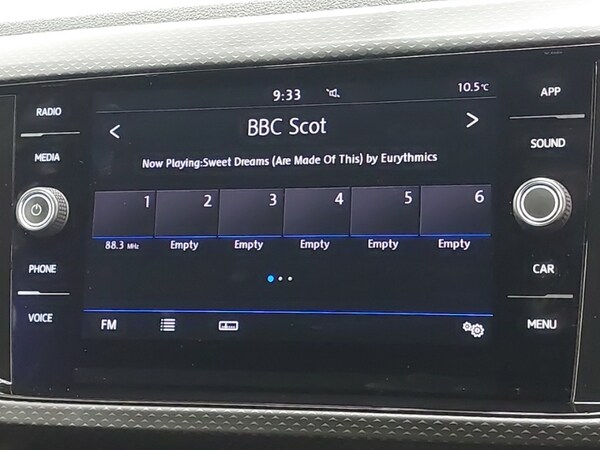 9:33
10.5°C
RADIO
APP
< BBC Scot >
SOUND
MEDIA
Now Playing:Sweet Dreams (Are Made Of This) by Eurythmics
1 2 3 4 5 6
88.3 MHz Empty Empty Empty Empty Empty
PHONE
CAR
VOICE
FM
MENU